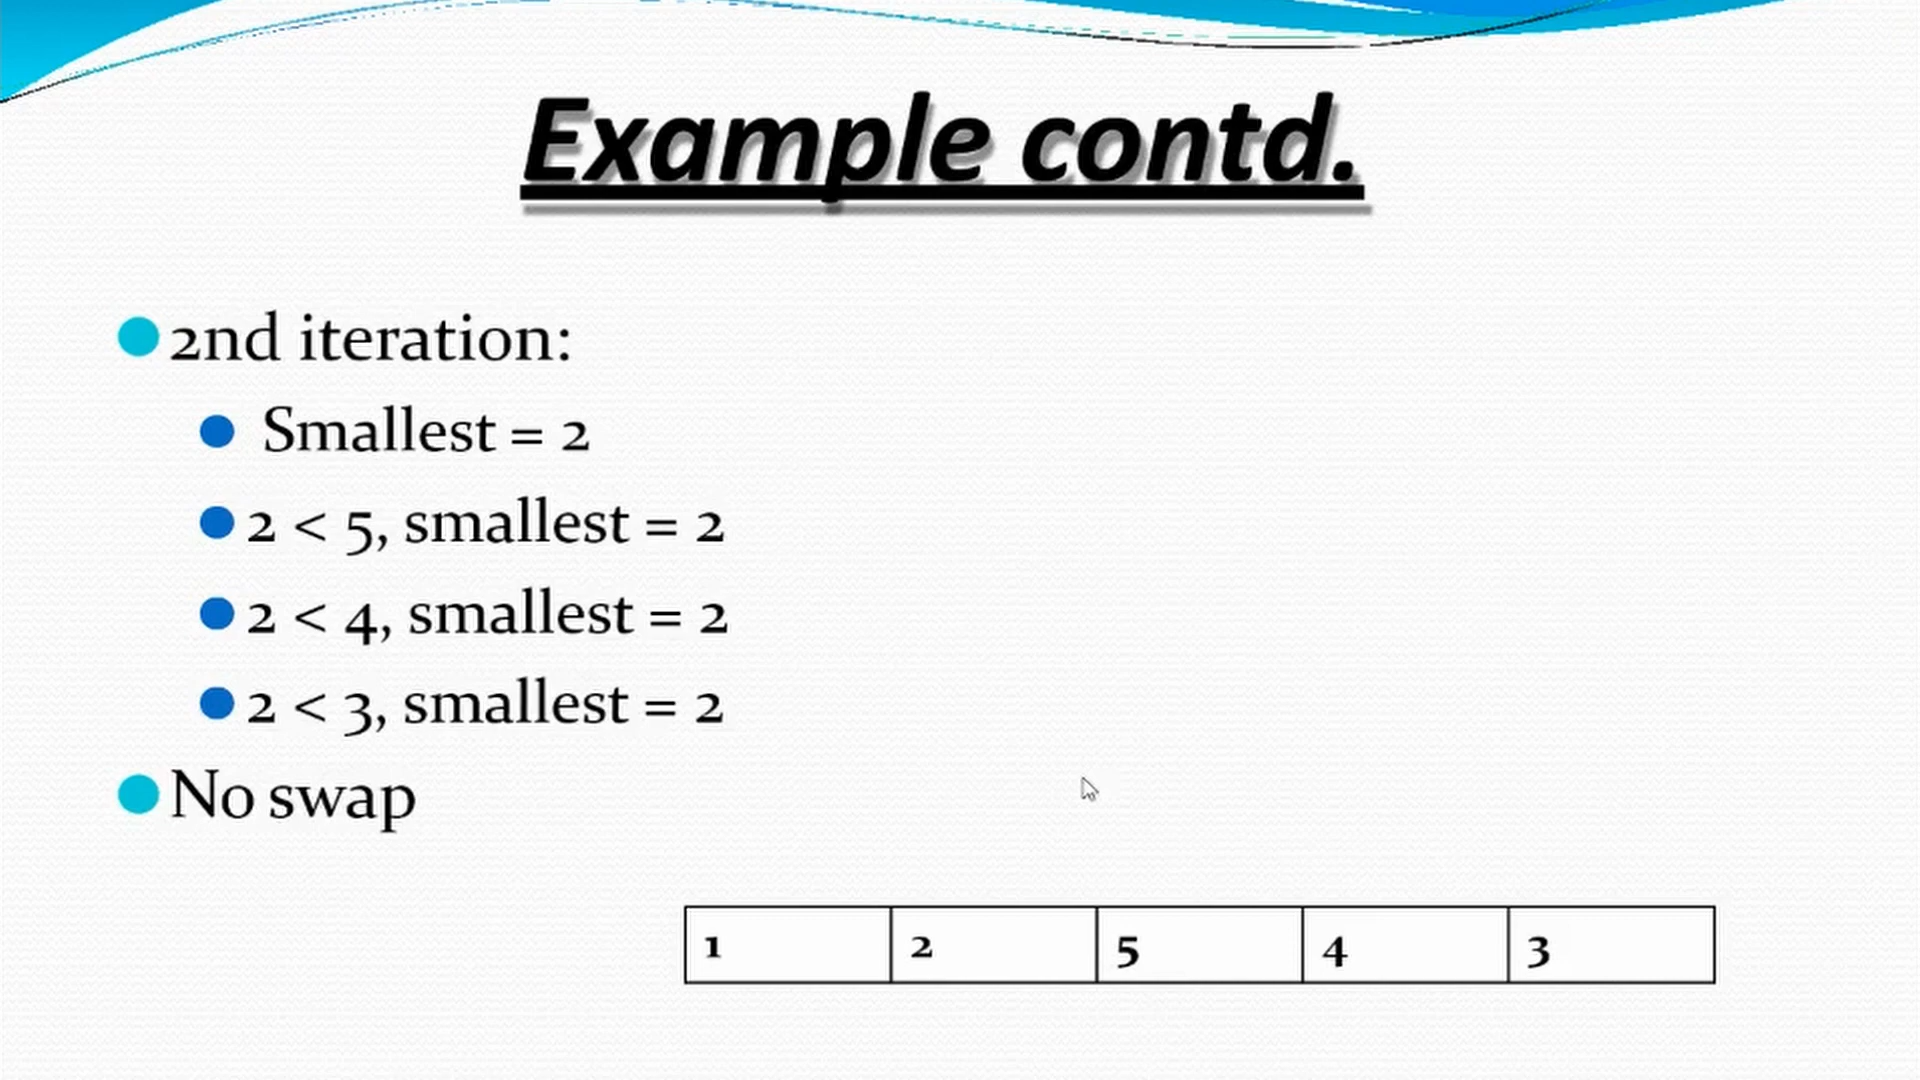 Example contd.
2nd iteration:
Smallest = 2
2 < 5, smallest = 2
2 < 4, smallest = 2
2 < 3, smallest = 2
No swap
1 2 5 4 3